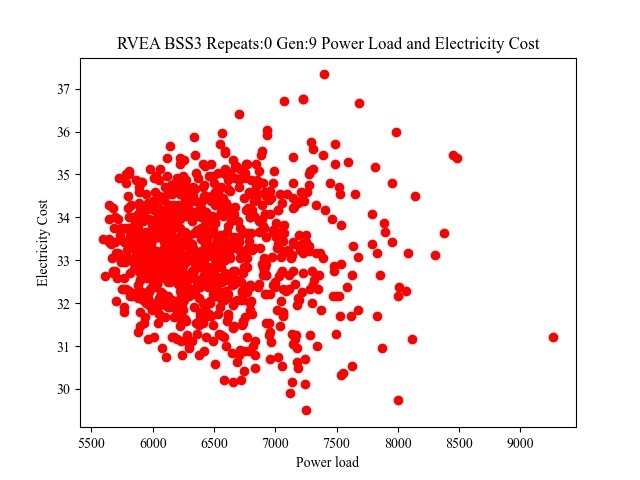 RVEA BSS3 Repeats:0 Gen:9 Power Load and Electricity Cost
37
36
35
34
33
32
31
30
Electricity Cost
5500 6000 6500 7000 7500 8000 8500 9000
Power load